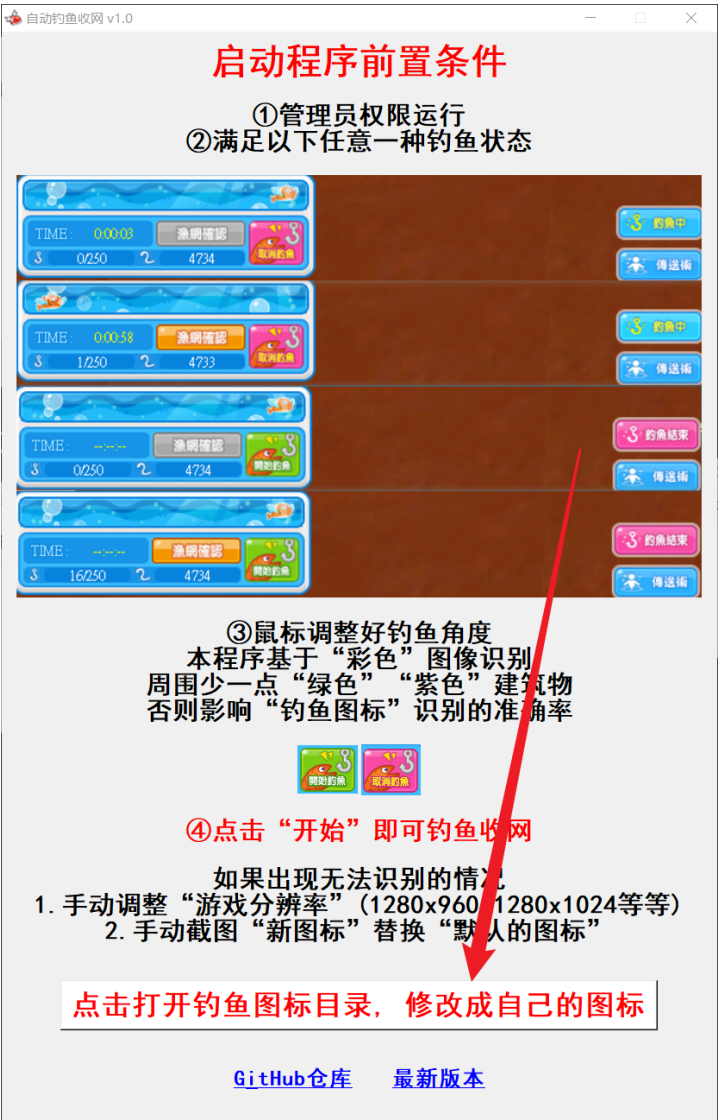 自动钓鱼收网 v1.0
启动程序前置条件
①管理员权限运行
②满足以下任意一种钓鱼状态
TIME: 0:00:03 漁網確認
0/250 4734 取消釣魚
釣魚中
傳送術
TIME: 0:00:58 漁網確認
1/250 4733 取消釣魚
釣魚中
傳送術
TIME: --:--:-- 漁網確認
0/250 4734 開始釣魚
釣魚結束
傳送術
TIME: --:--:-- 漁網確認
16/250 4734 開始釣魚
釣魚結束
傳送術
③鼠标调整好钓鱼角度
本程序基于“彩色”图像识别
周围少一点“绿色”“紫色”建筑物
否则影响“钓鱼图标”识别的准确率
開始釣魚 取消釣魚
④点击“开始”即可钓鱼收网
如果出现无法识别的情况
1.手动调整“游戏分辨率”(1280x960 1280x1024等等)
2.手动截图“新图标”替换“默认的图标”
点击打开钓鱼图标目录，修改成自己的图标
GitHub仓库 最新版本